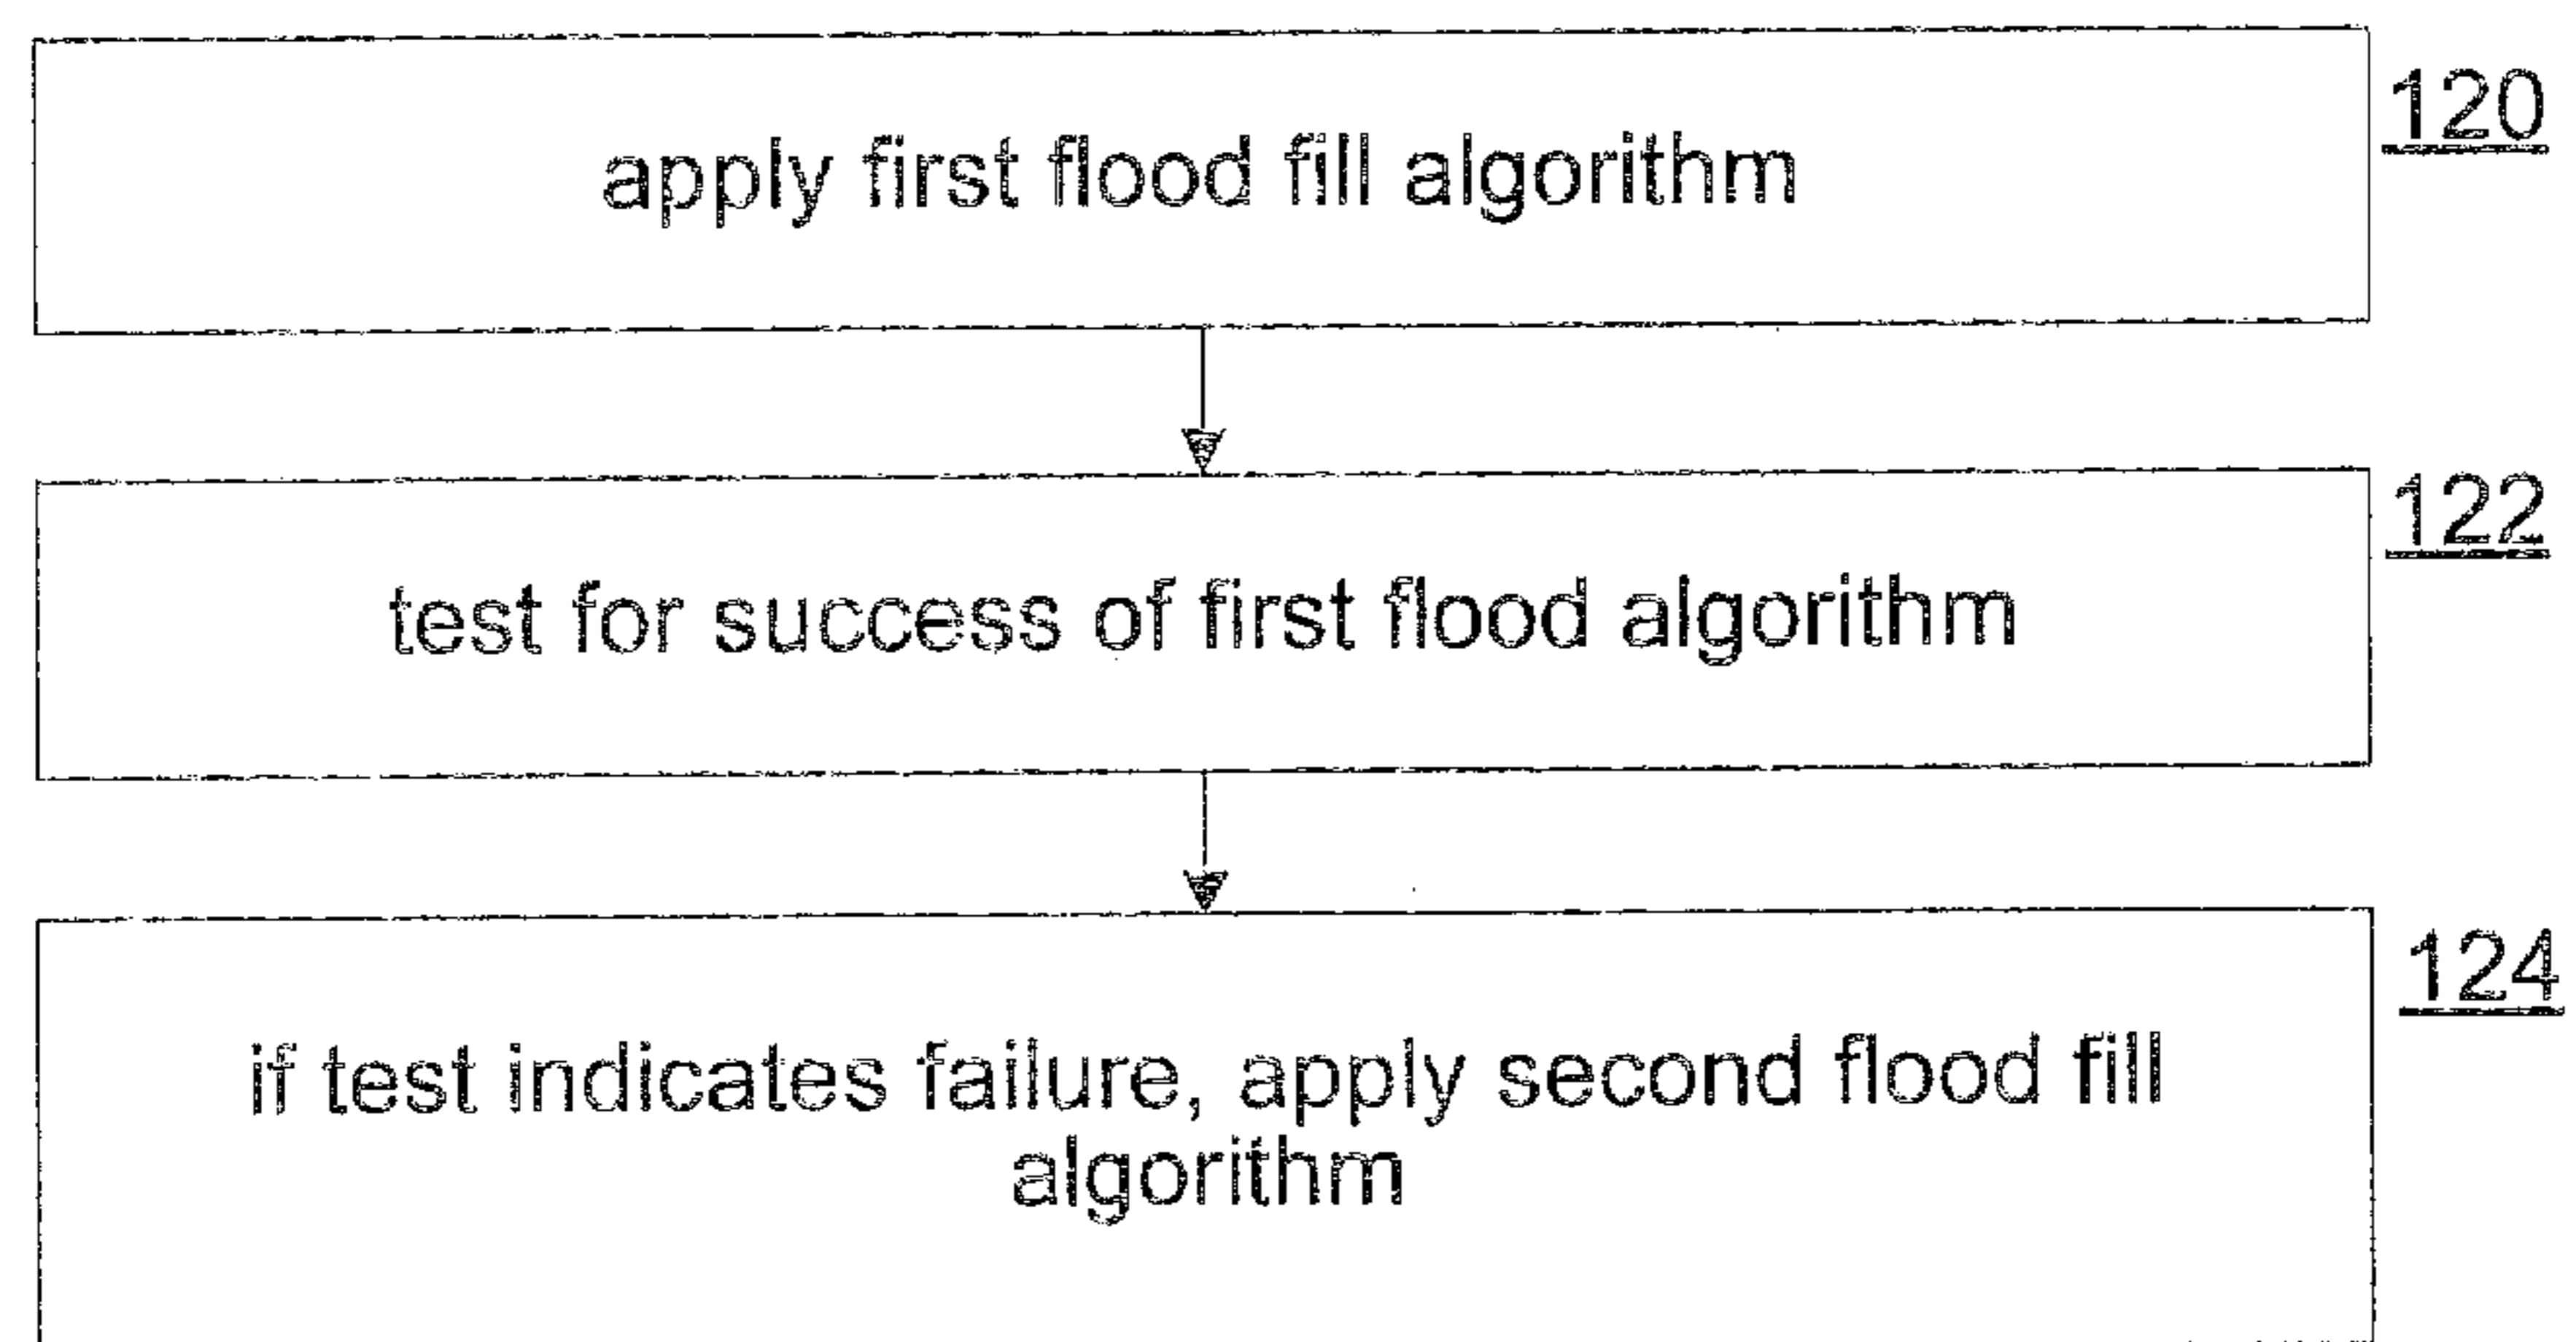 120
apply first flood fill algorithm
122
test for success of first flood algorithm
124
if test indicates failure, apply second flood fill
algorithm